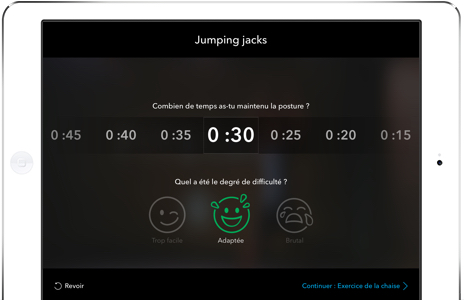 Jumping jacks
Combien de temps as-tu maintenu la posture ?
0 :45 0 :40 0 :35 0 :30 0 :25 0 :20 0 :15
Quel a été le degré de difficulté ?
Trop facile Adaptée Brutal
Revoir Continuer : Exercice de la chaise